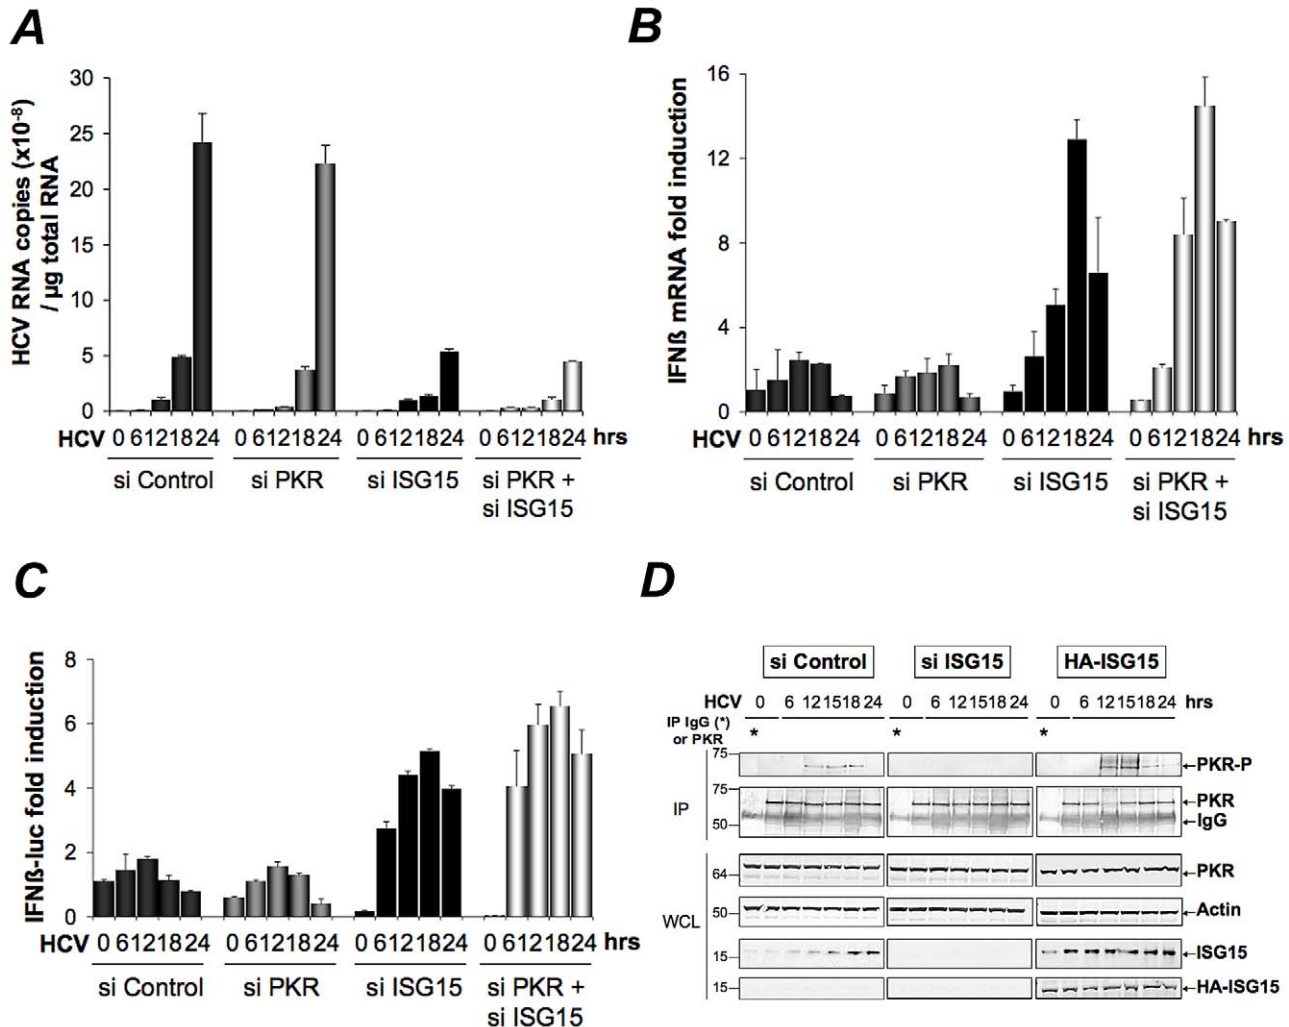 A
HCV RNA copies (x10-8)
/ µg total RNA
30
25
20
15
10
5
0
HCV 0 6 12 18 24 0 6 12 18 24 0 6 12 18 24 0 6 12 18 24 hrs
si Control si PKR si ISG15 si PKR +
si ISG15
B
IFNß mRNA fold induction
16
12
8
4
0
HCV 0 6 12 18 24 0 6 12 18 24 0 6 12 18 24 0 6 12 18 24 hrs
si Control si PKR si ISG15 si PKR +
si ISG15
C
IFNß-luc fold induction
8
6
4
2
0
HCV 0 6 12 18 24 0 6 12 18 24 0 6 12 18 24 0 6 12 18 24 hrs
si Control si PKR si ISG15 si PKR +
si ISG15
D
si Control si ISG15 HA-ISG15
HCV 0 6 12 15 18 24 0 6 12 15 18 24 0 6 12 15 18 24 hrs
IP IgG (*)
or PKR * * *
75 ←PKR-P
IP
75 ←PKR
50 ←IgG
WCL
64 ←PKR
50 ←Actin
15 ←ISG15
15 ←HA-ISG15